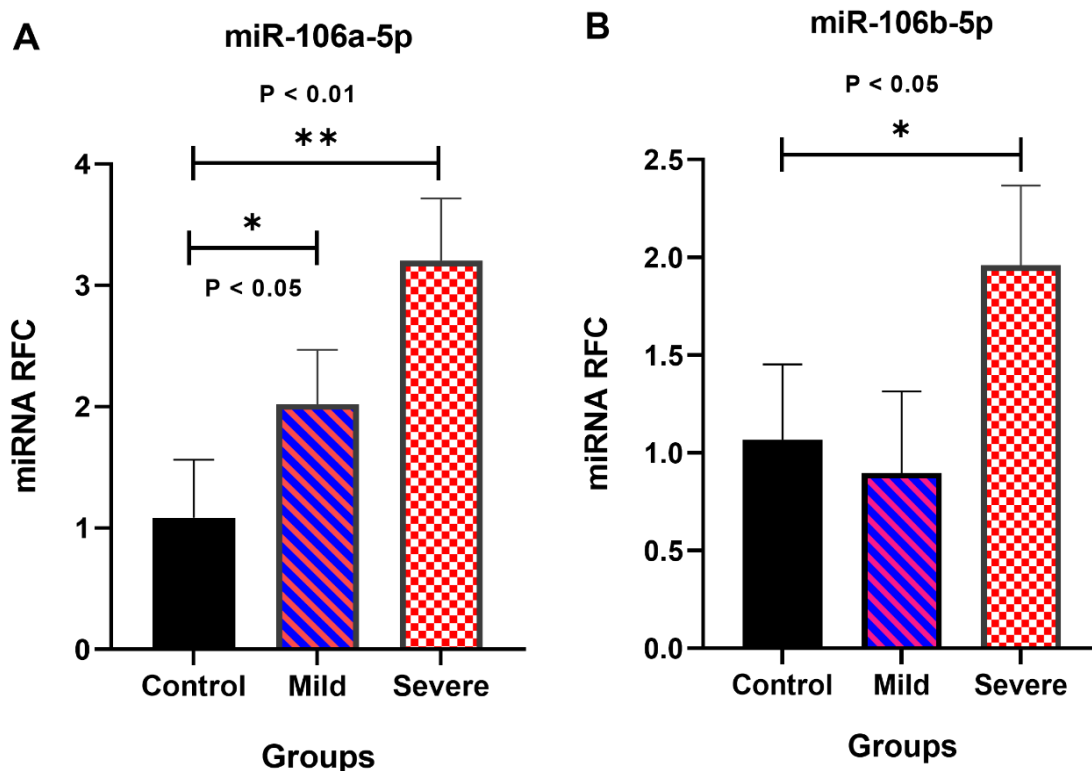 A
miR-106a-5p
P < 0.01
**
*
P < 0.05
4
3
2
1
0
miRNA RFC
Control Mild Severe
Groups
B
miR-106b-5p
P < 0.05
*
2.5
2.0
1.5
1.0
0.5
0.0
miRNA RFC
Control Mild Severe
Groups